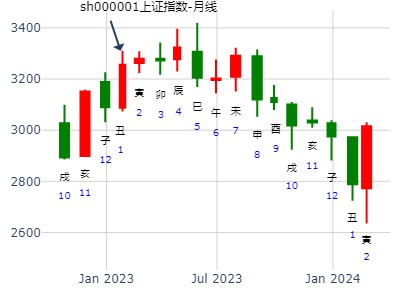 sh000001上证指数-月线
3400
3200
3000
2800
2600
戌
10
亥
11
子
12
丑
1
寅
2
卯
3
辰
4
巳
5
午
6
未
7
申
8
酉
9
戌
10
亥
11
子
12
丑
1
寅
2
Jan 2023
Jul 2023
Jan 2024